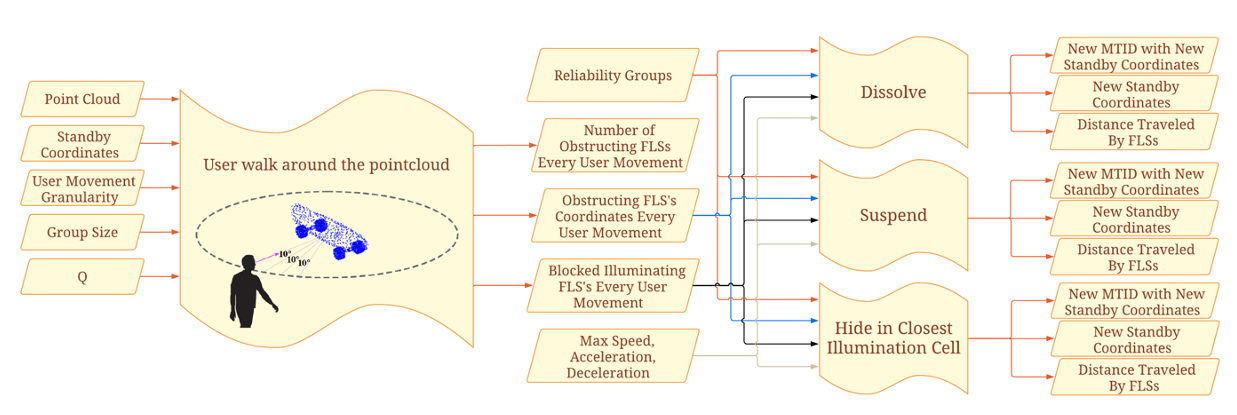 Point Cloud
Standby
Coordinates
User Movement
Granularity
Group Size
Q
User walk around the pointcloud
10°
10°
10°
Reliability Groups
Number of
Obstructing FLSs
Every User Movement
Obstructing FLS's
Coordinates Every
User Movement
Blocked Illuminating
FLS's Every User
Movement
Max Speed,
Acceleration,
Deceleration
Dissolve
Suspend
Hide in Closest
Illumination Cell
New MTID with New
Standby Coordinates
New Standby
Coordinates
Distance Traveled
By FLSs
New MTID with New
Standby Coordinates
New Standby
Coordinates
Distance Traveled
By FLSs
New MTID with New
Standby Coordinates
New Standby
Coordinates
Distance Traveled
By FLSs